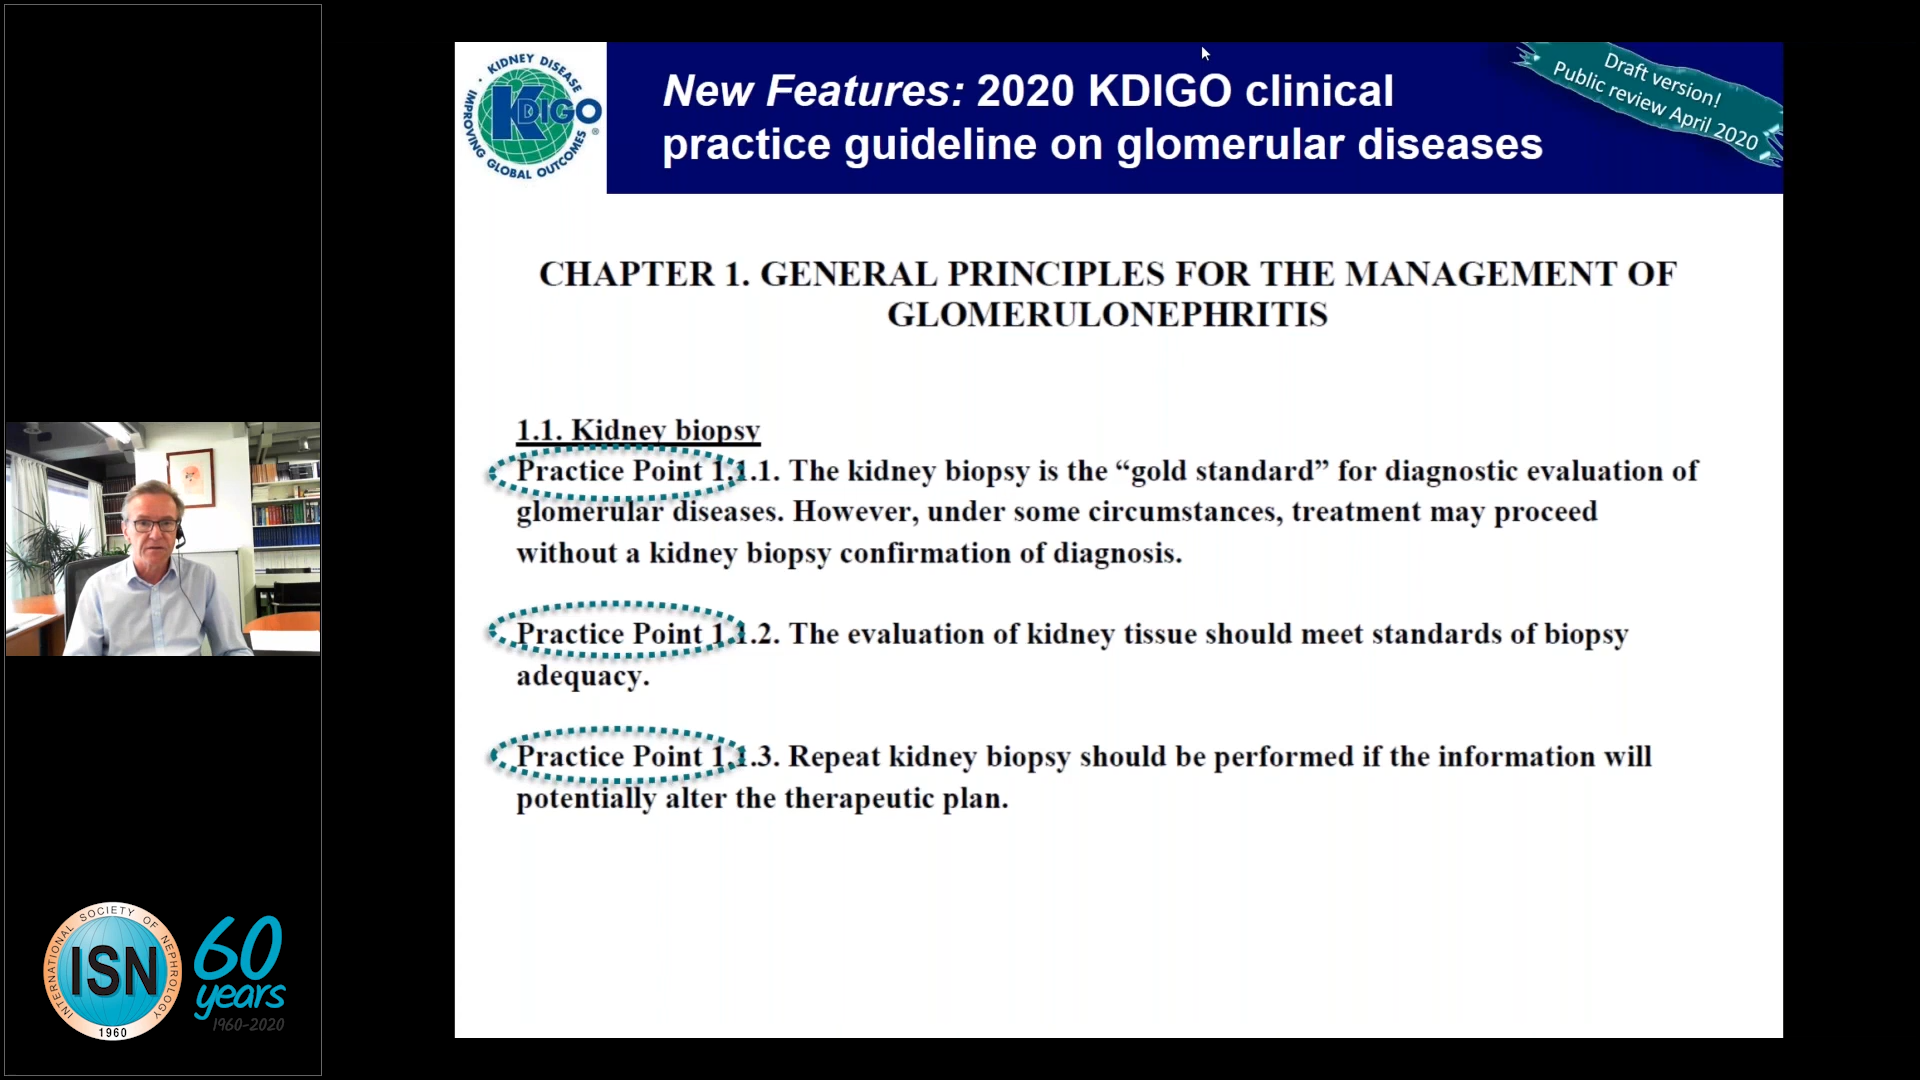 KIDNEY DISEASE
KDIGO
®
IMPROVING GLOBAL OUTCOMES
New Features: 2020 KDIGO clinical
practice guideline on glomerular diseases
Draft version!
Public review April 2020
CHAPTER 1. GENERAL PRINCIPLES FOR THE MANAGEMENT OF
GLOMERULONEPHRITIS
1.1. Kidney biopsy
Practice Point 1.1.1. The kidney biopsy is the “gold standard” for diagnostic evaluation of
glomerular diseases. However, under some circumstances, treatment may proceed
without a kidney biopsy confirmation of diagnosis.
Practice Point 1.1.2. The evaluation of kidney tissue should meet standards of biopsy
adequacy.
Practice Point 1.1.3. Repeat kidney biopsy should be performed if the information will
potentially alter the therapeutic plan.
INTERNATIONAL SOCIETY OF NEPHROLOGY
ISN
1960
60
years
1960-2020